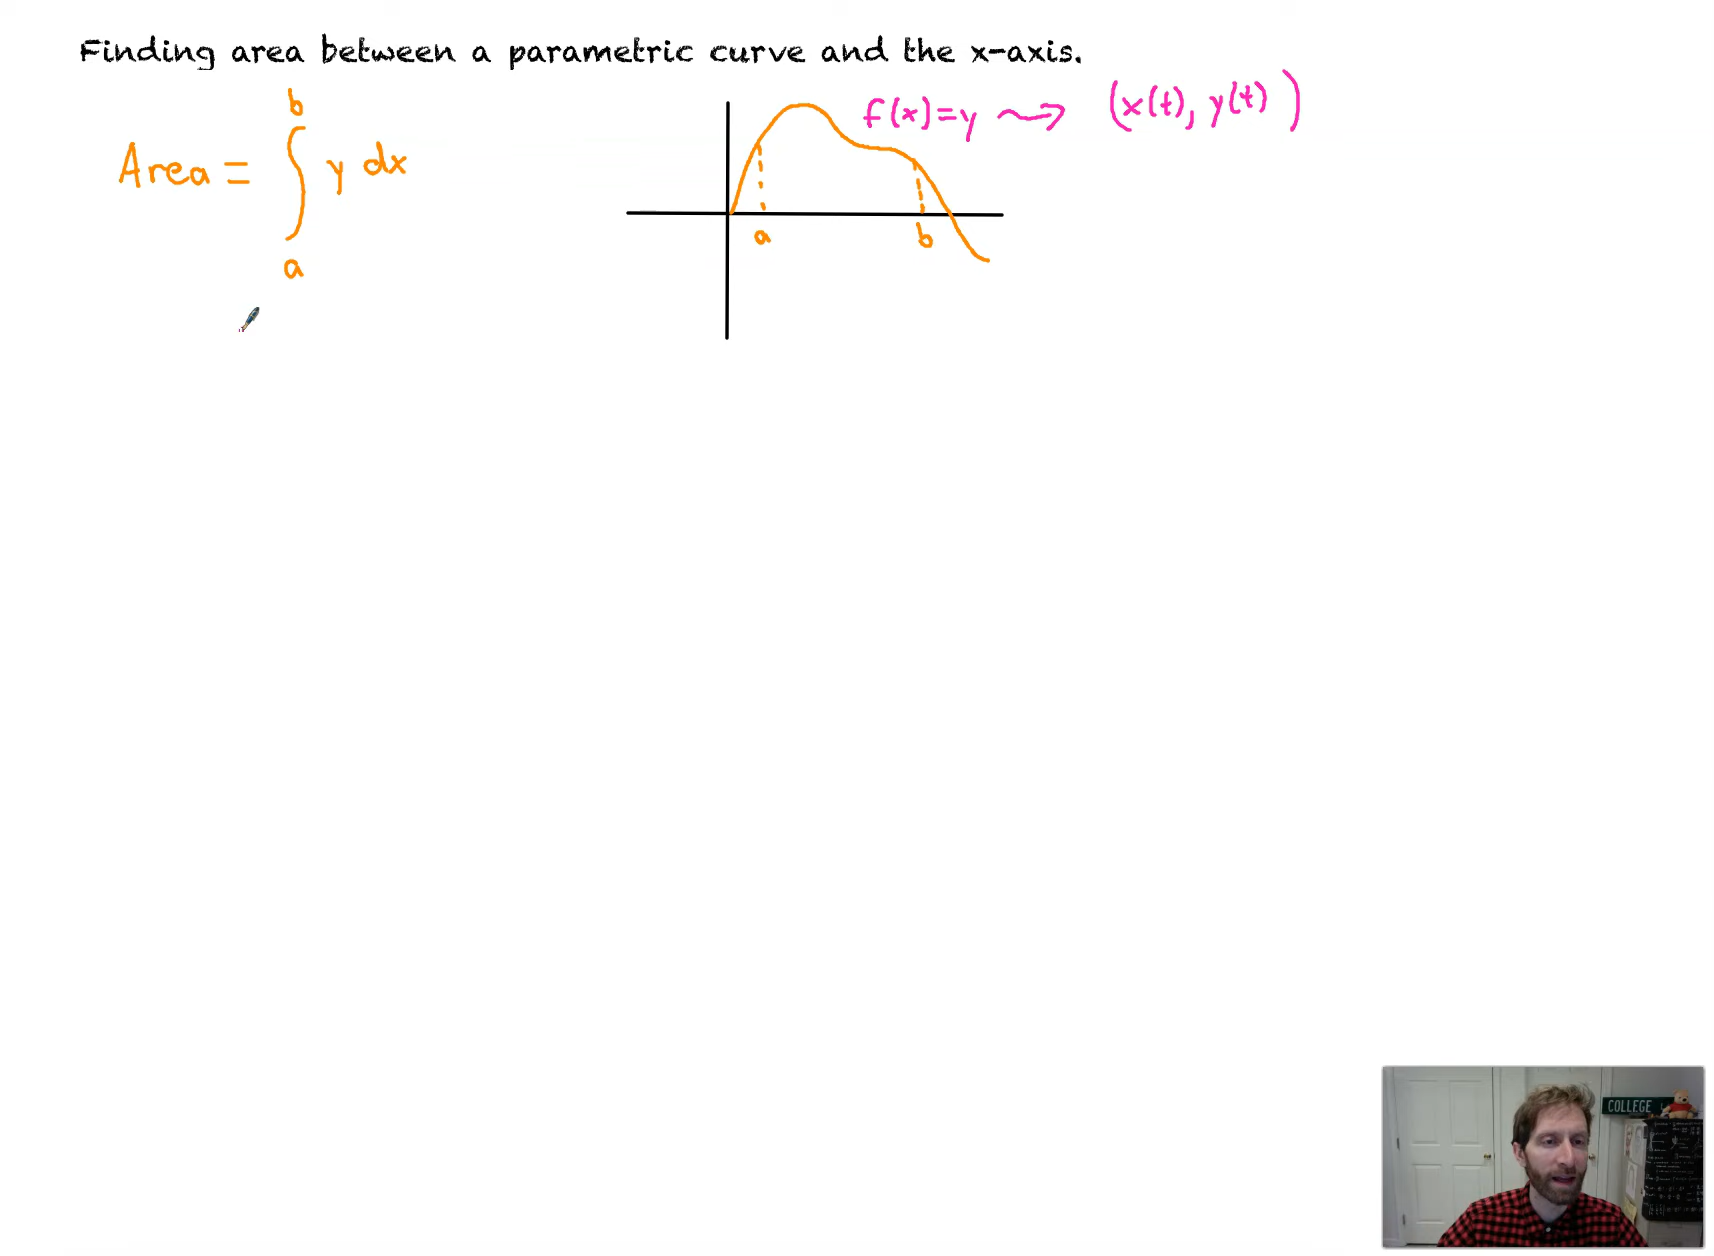 Finding area between a parametric curve and the x-axis.
b
Area = ∫ y dx
a
f(x)=y ⇝ (x(t), y(t))
a
b
COLLEGE